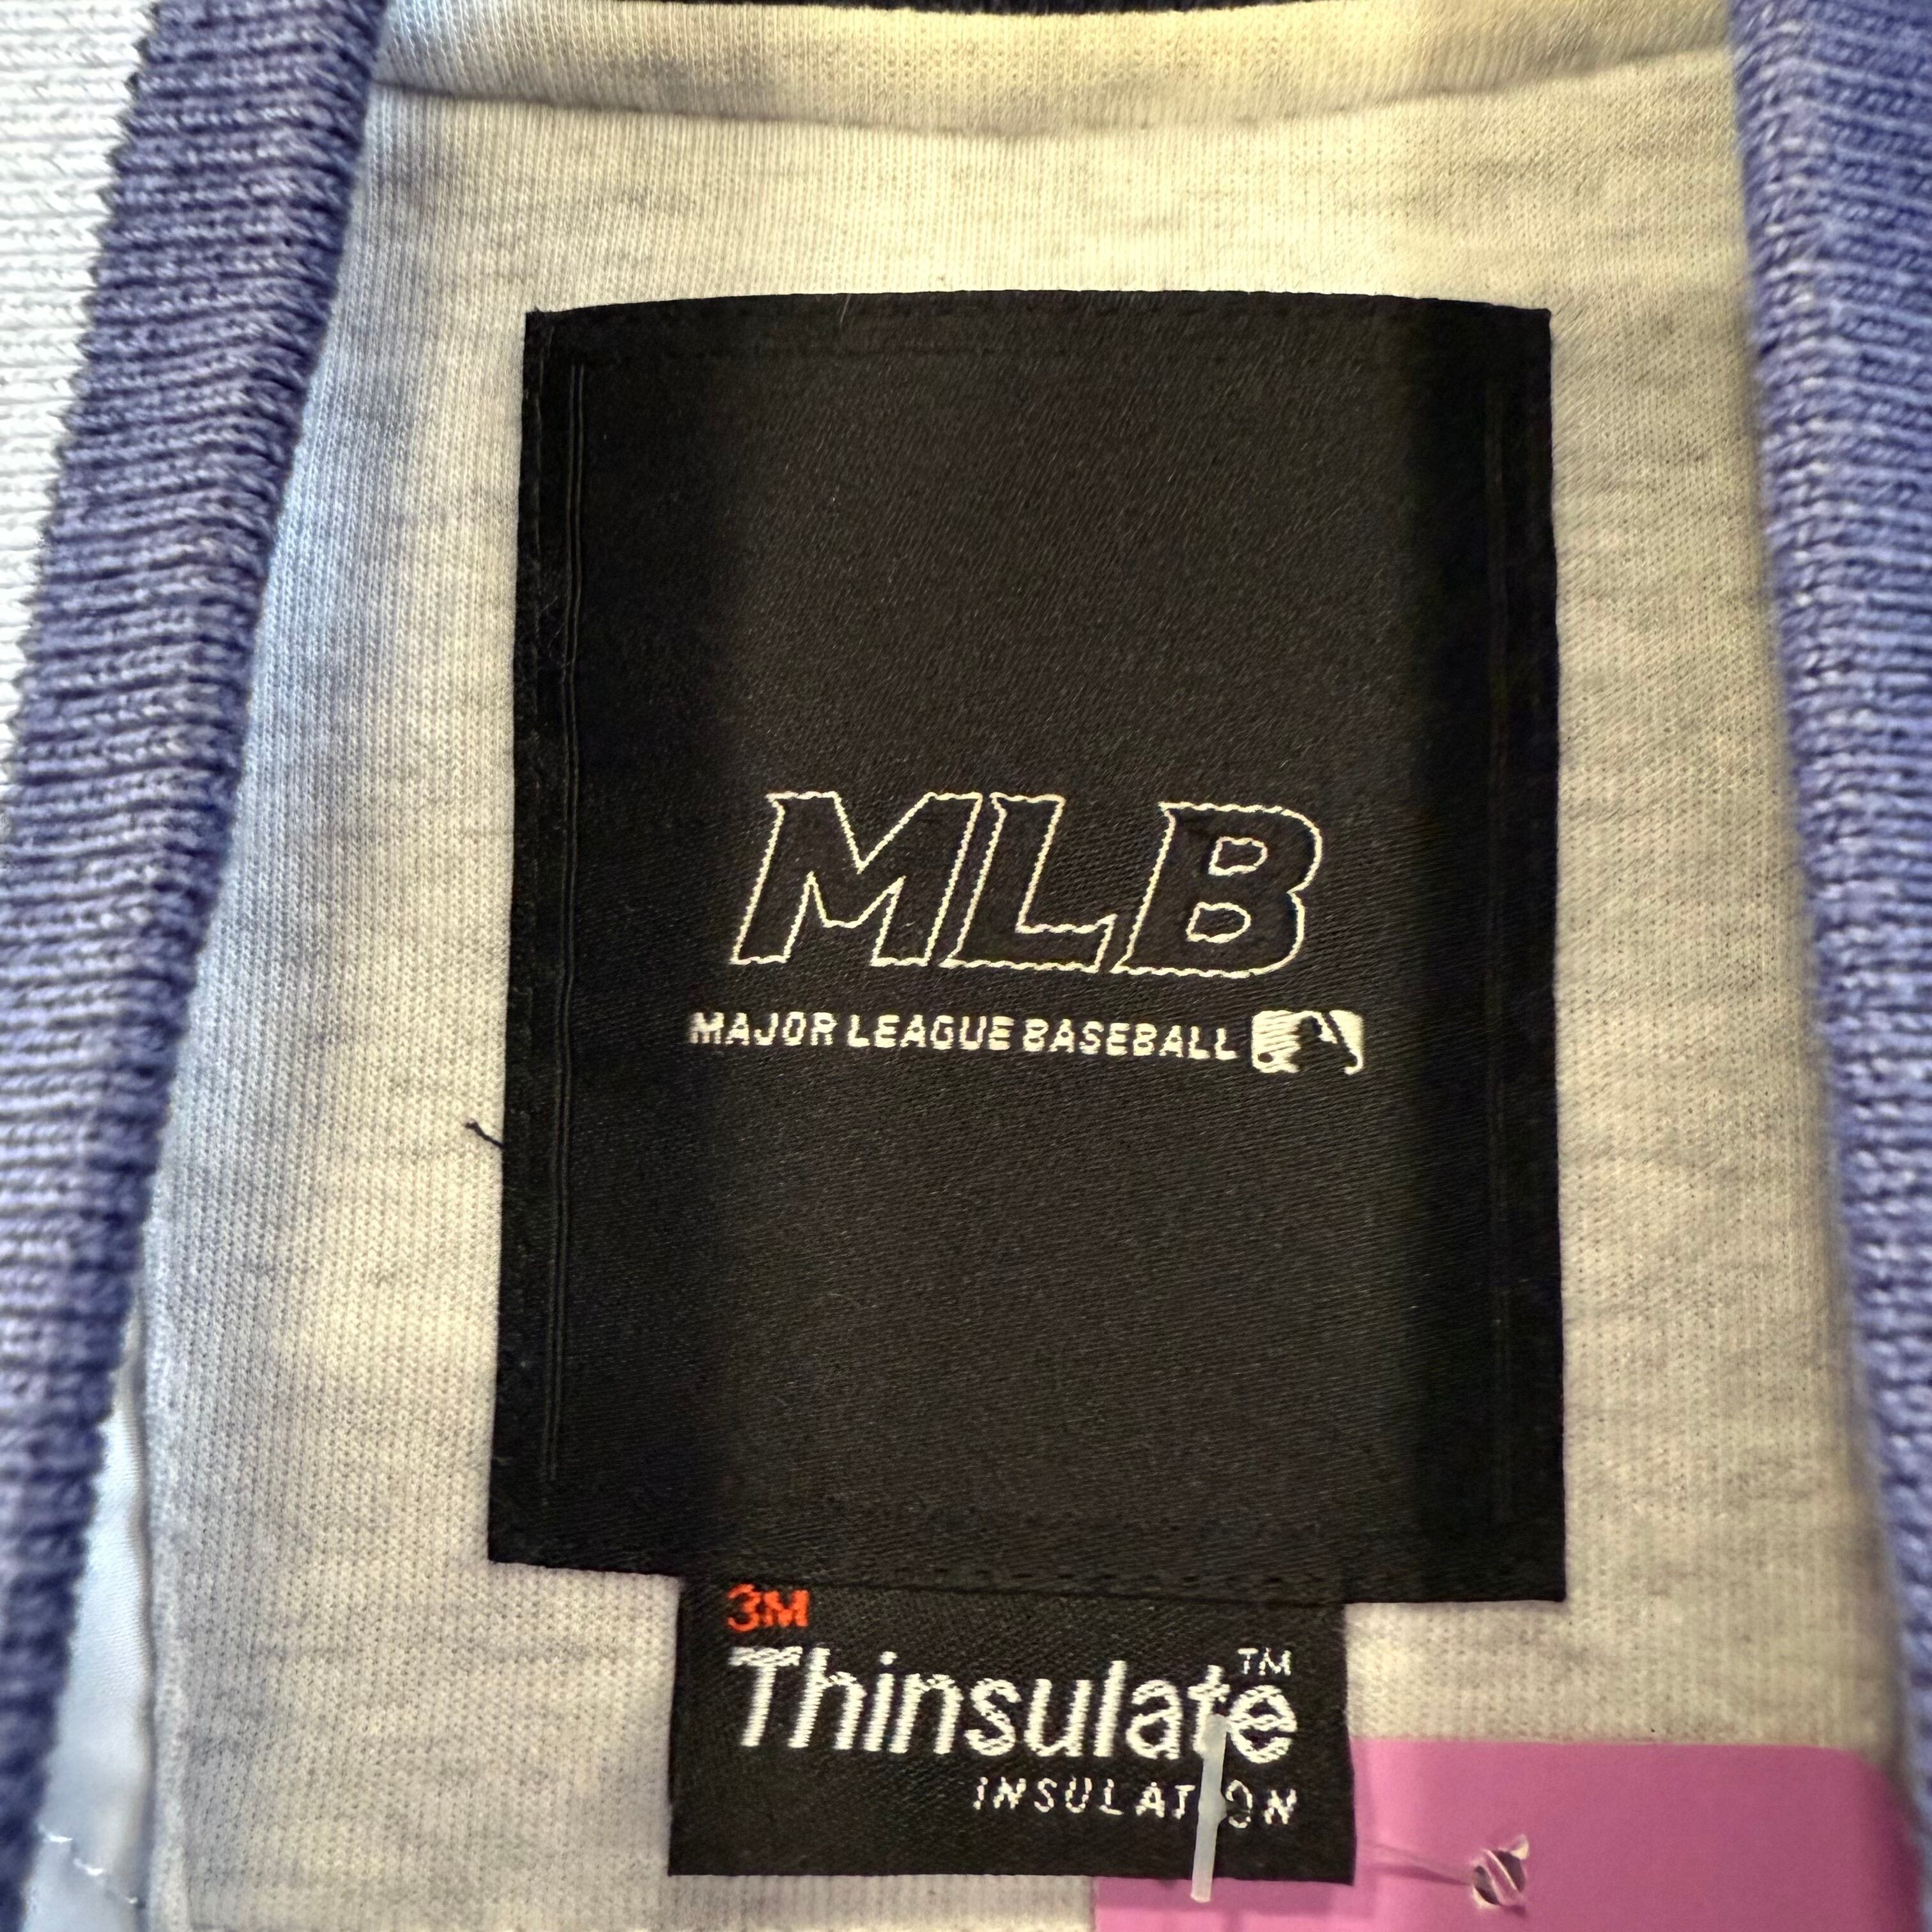 MLB
MAJOR LEAGUE BASEBALL
3M
Thinsulate™
INSULATION